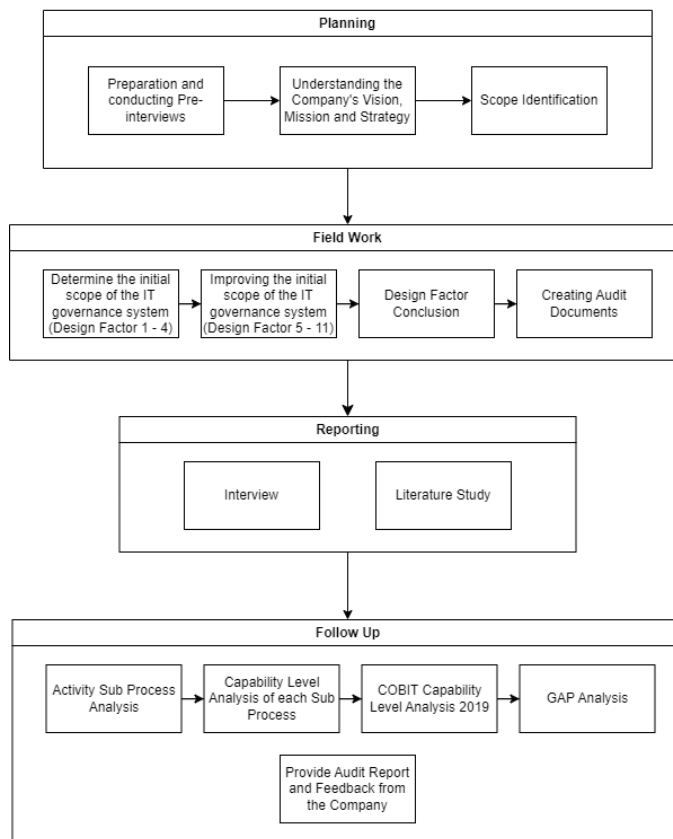 Planning
Preparation and
conducting Pre-
interviews
Understanding the
Company's Vision,
Mission and Strategy
Scope Identification
Field Work
Determine the initial
scope of the IT
governance system
(Design Factor 1 - 4)
Improving the initial
scope of the IT
governance system
(Design Factor 5 - 11)
Design Factor
Conclusion
Creating Audit
Documents
Reporting
Interview
Literature Study
Follow Up
Activity Sub Process
Analysis
Capability Level
Analysis of each Sub
Process
COBIT Capability
Level Analysis 2019
GAP Analysis
Provide Audit Report
and Feedback from
the Company